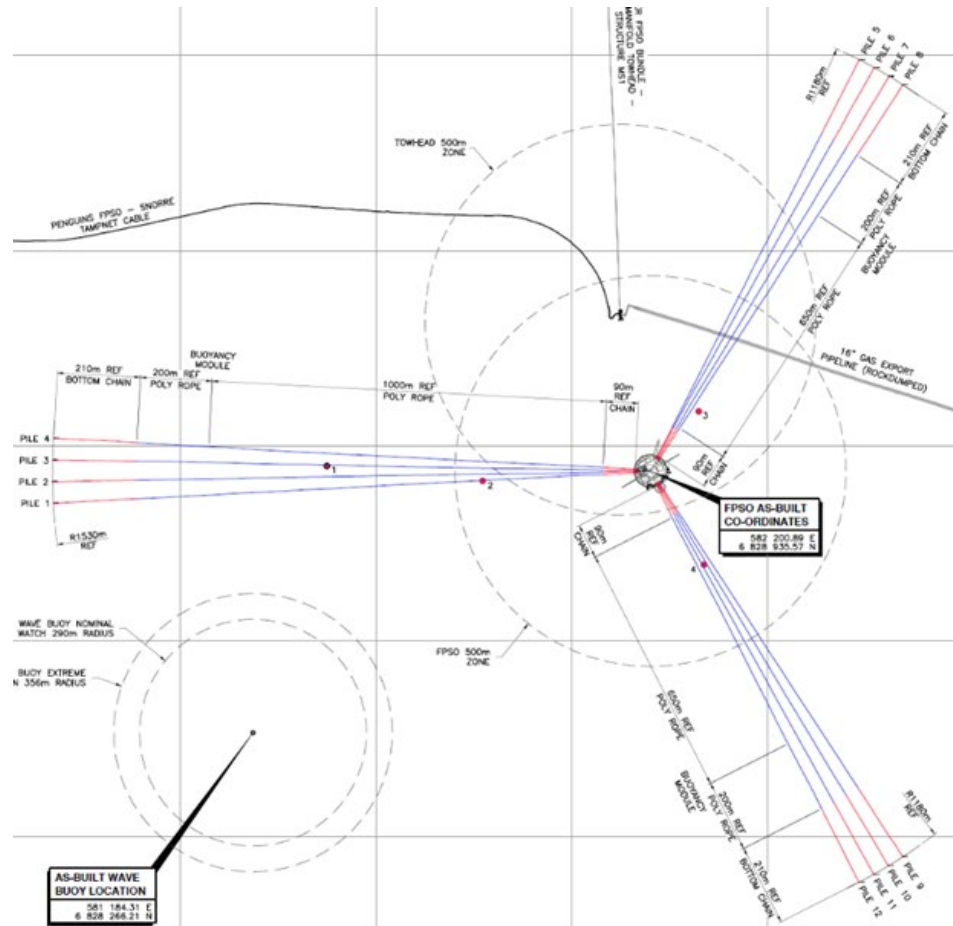 JI FPSO BUNDLE –
MANIFOLD TOWHEAD –
STRUCTURE MS1
PILE 5
PILE 6
PILE 7
PILE 8
R1180m
REF
TOWHEAD 500m
ZONE
210m REF
BOTTOM CHAIN
200m REF
POLY ROPE
BUOYANCY
MODULE
650m REF
POLY ROPE
PENGUINS FPSO – SNORRE
TAMPNET CABLE
16" GAS EXPORT
PIPELINE (ROCKDUMPED)
210m REF
BOTTOM CHAIN
200m REF
POLY ROPE
BUOYANCY
MODULE
1000m REF
POLY ROPE
90m
REF
CHAIN
3
PILE 4
PILE 3
PILE 2
PILE 1
1
2
90m
REF
CHAIN
R1530m
REF
FPSO AS-BUILT
CO-ORDINATES
582 200.89 E
6 828 935.57 N
90m
REF
CHAIN
4
WAVE BUOY NOMINAL
WATCH 290m RADIUS
BUOY EXTREME
N 356m RADIUS
FPSO 500m
ZONE
650m REF
POLY ROPE
BUOYANCY
MODULE
200m REF
POLY ROPE
210m REF
BOTTOM CHAIN
R1180m
REF
PILE 9
PILE 10
PILE 11
PILE 12
AS-BUILT WAVE
BUOY LOCATION
581 184.31 E
6 828 266.21 N